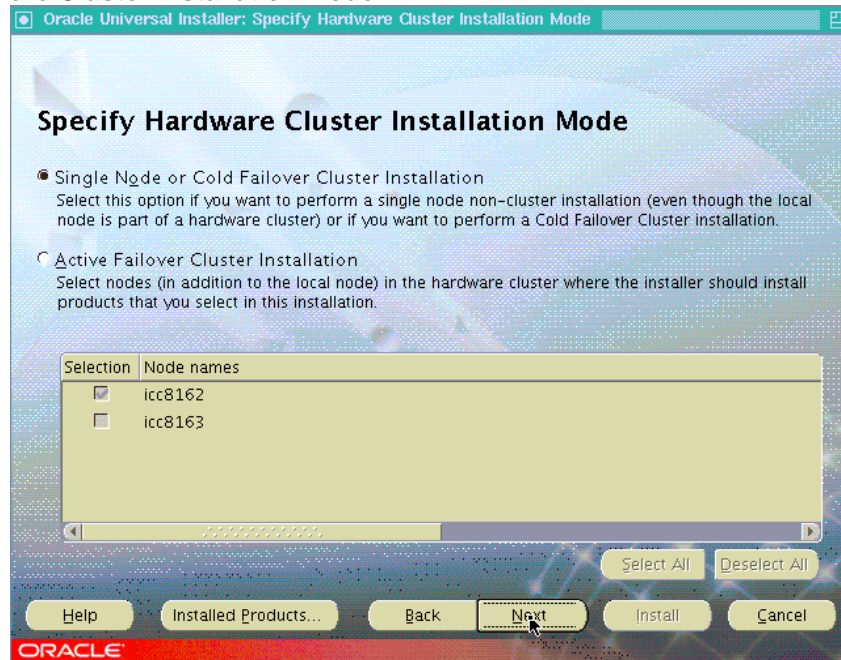 Oracle Universal Installer: Specify Hardware Cluster Installation Mode
Specify Hardware Cluster Installation Mode
Single Node or Cold Failover Cluster Installation
Select this option if you want to perform a single node non-cluster installation (even though the local
node is part of a hardware cluster) or if you want to perform a Cold Failover Cluster installation.
Active Failover Cluster Installation
Select nodes (in addition to the local node) in the hardware cluster where the installer should install
products that you select in this installation.
Selection Node names
icc8162
icc8163
Select All Deselect All
Help Installed Products... Back Next Install Cancel
ORACLE